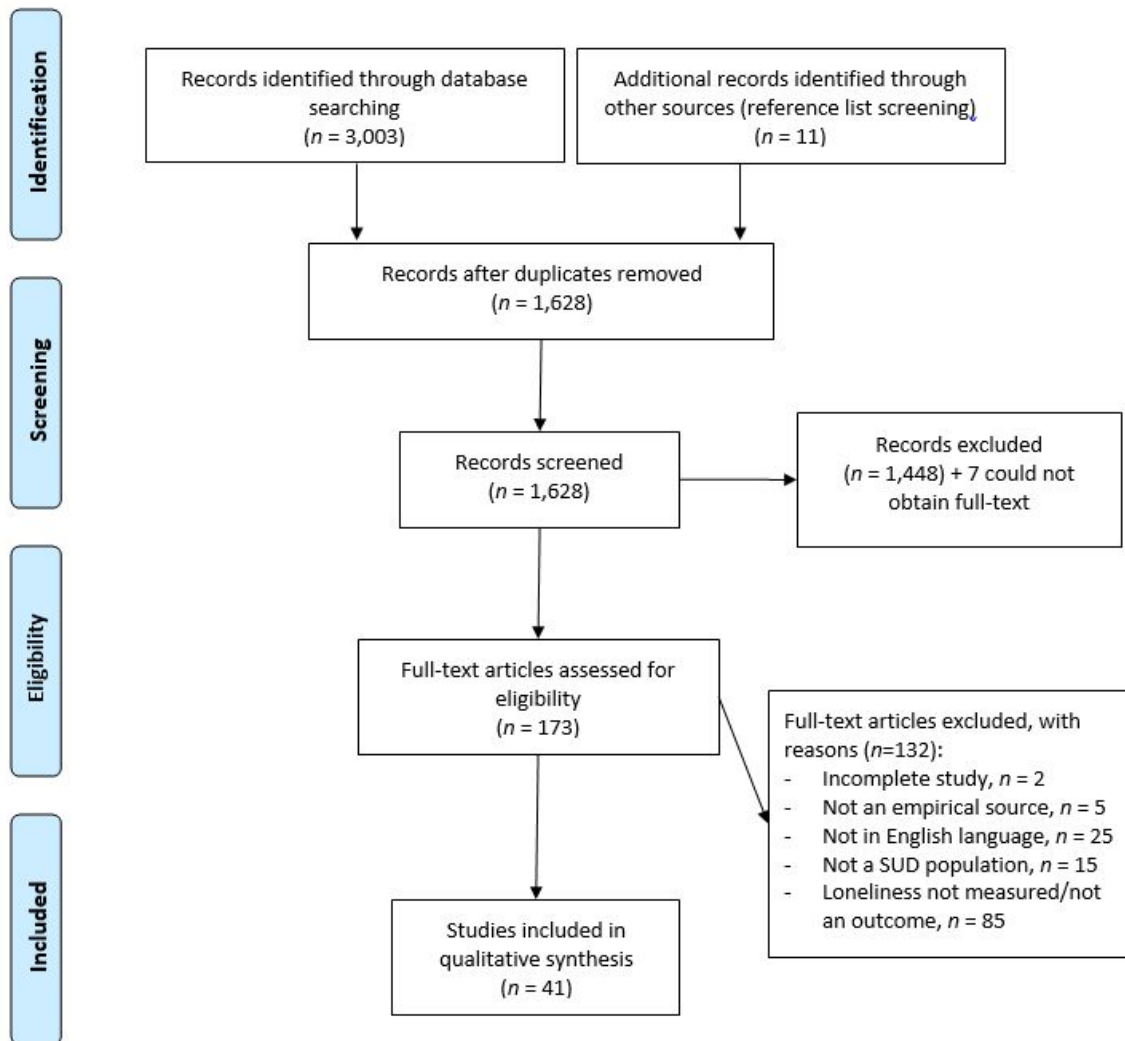 Identification
Records identified through database
searching
(n = 3,003)
Additional records identified through
other sources (reference list screening)
(n = 11)
Records after duplicates removed
(n = 1,628)
Screening
Records screened
(n = 1,628)
Records excluded
(n = 1,448) + 7 could not
obtain full-text
Eligibility
Full-text articles assessed for
eligibility
(n = 173)
Full-text articles excluded, with
reasons (n=132):
- Incomplete study, n = 2
- Not an empirical source, n = 5
- Not in English language, n = 25
- Not a SUD population, n = 15
- Loneliness not measured/not
an outcome, n = 85
Included
Studies included in
qualitative synthesis
(n = 41)